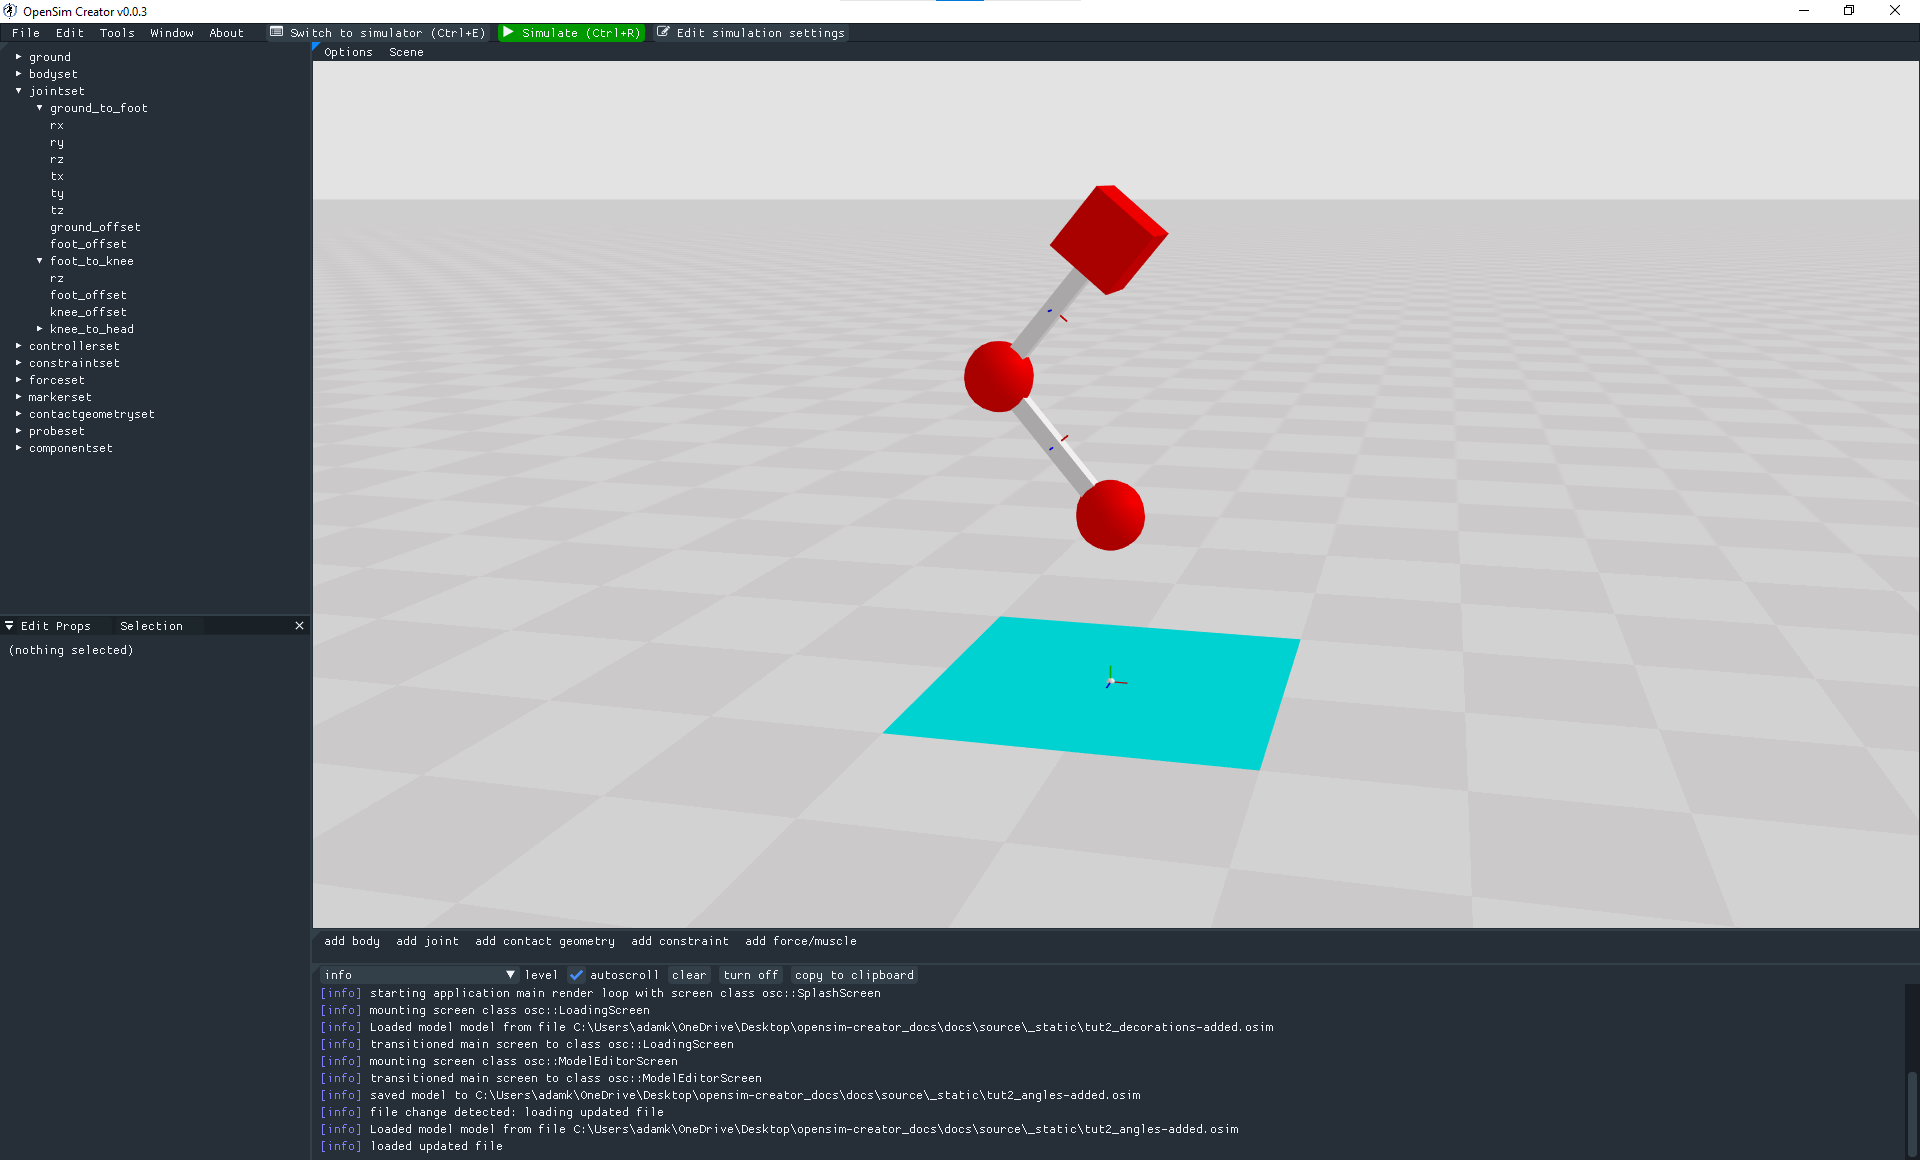 OpenSim Creator v0.0.3
File Edit Tools Window About Switch to simulator (Ctrl+E) Simulate (Ctrl+R) Edit simulation settings
Options Scene
ground
bodyset
jointset
ground_to_foot
rx
ry
rz
tx
ty
tz
ground_offset
foot_offset
foot_to_knee
rz
foot_offset
knee_offset
knee_to_head
controllerset
constraintset
forceset
markerset
contactgeometryset
probeset
componentset
Edit Props Selection
(nothing selected)
add body add joint add contact geometry add constraint add force/muscle
info level autoscroll clear turn off copy to clipboard
[info] starting application main render loop with screen class osc::SplashScreen
[info] mounting screen class osc::LoadingScreen
[info] Loaded model model from file C:\Users\adamk\OneDrive\Desktop\opensim-creator_docs\docs\source\_static\tut2_decorations-added.osim
[info] transitioned main screen to class osc::LoadingScreen
[info] mounting screen class osc::ModelEditorScreen
[info] transitioned main screen to class osc::ModelEditorScreen
[info] saved model to C:\Users\adamk\OneDrive\Desktop\opensim-creator_docs\docs\source\_static\tut2_angles-added.osim
[info] file change detected: loading updated file
[info] Loaded model model from file C:\Users\adamk\OneDrive\Desktop\opensim-creator_docs\docs\source\_static\tut2_angles-added.osim
[info] loaded updated file